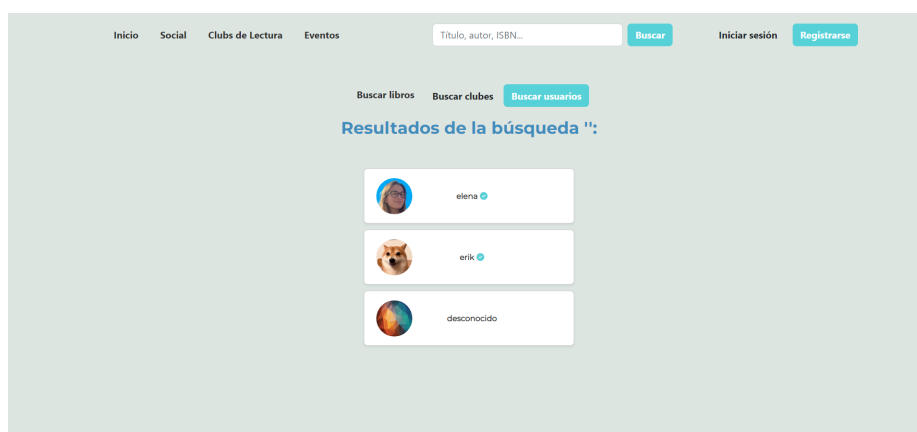 Inicio Social Clubs de Lectura Eventos Título, autor, ISBN... Buscar Iniciar sesión Registrarse
Buscar libros Buscar clubes Buscar usuarios
Resultados de la búsqueda '':
elena
erik
desconocido